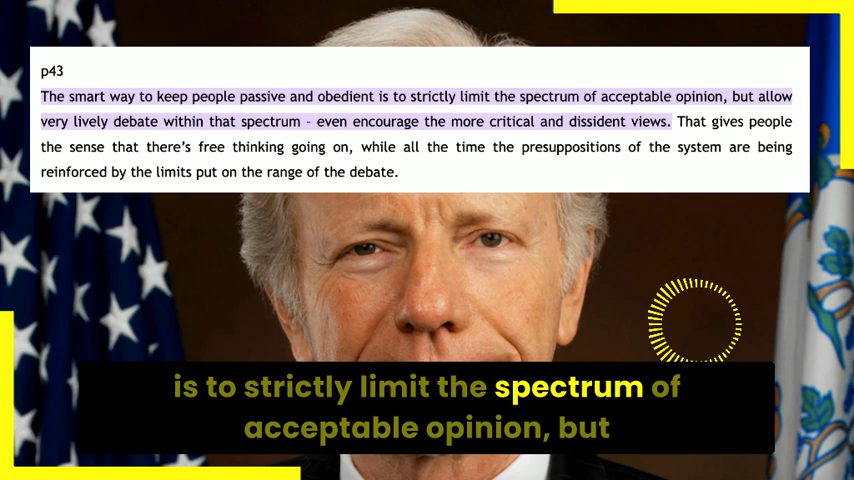 p43
The smart way to keep people passive and obedient is to strictly limit the spectrum of acceptable opinion, but allow
very lively debate within that spectrum – even encourage the more critical and dissident views. That gives people
the sense that there's free thinking going on, while all the time the presuppositions of the system are being
reinforced by the limits put on the range of the debate.
is to strictly limit the spectrum of
acceptable opinion, but